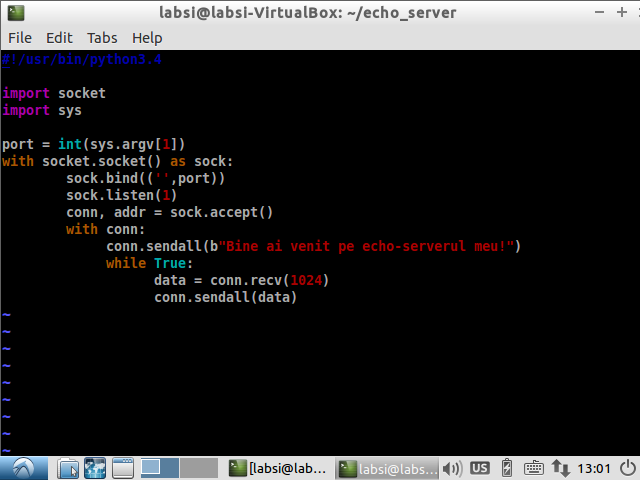 labsi@labsi-VirtualBox: ~/echo_server
File Edit Tabs Help
#!/usr/bin/python3.4
import socket
import sys
port = int(sys.argv[1])
with socket.socket() as sock:
        sock.bind(('',port))
        sock.listen(1)
        conn, addr = sock.accept()
        with conn:
             conn.sendall(b"Bine ai venit pe echo-serverul meu!")
             while True:
                   data = conn.recv(1024)
                   conn.sendall(data)
~
~
~
~
~
~
~
~
~
[labsi@lab... labsi@labs... US 13:01